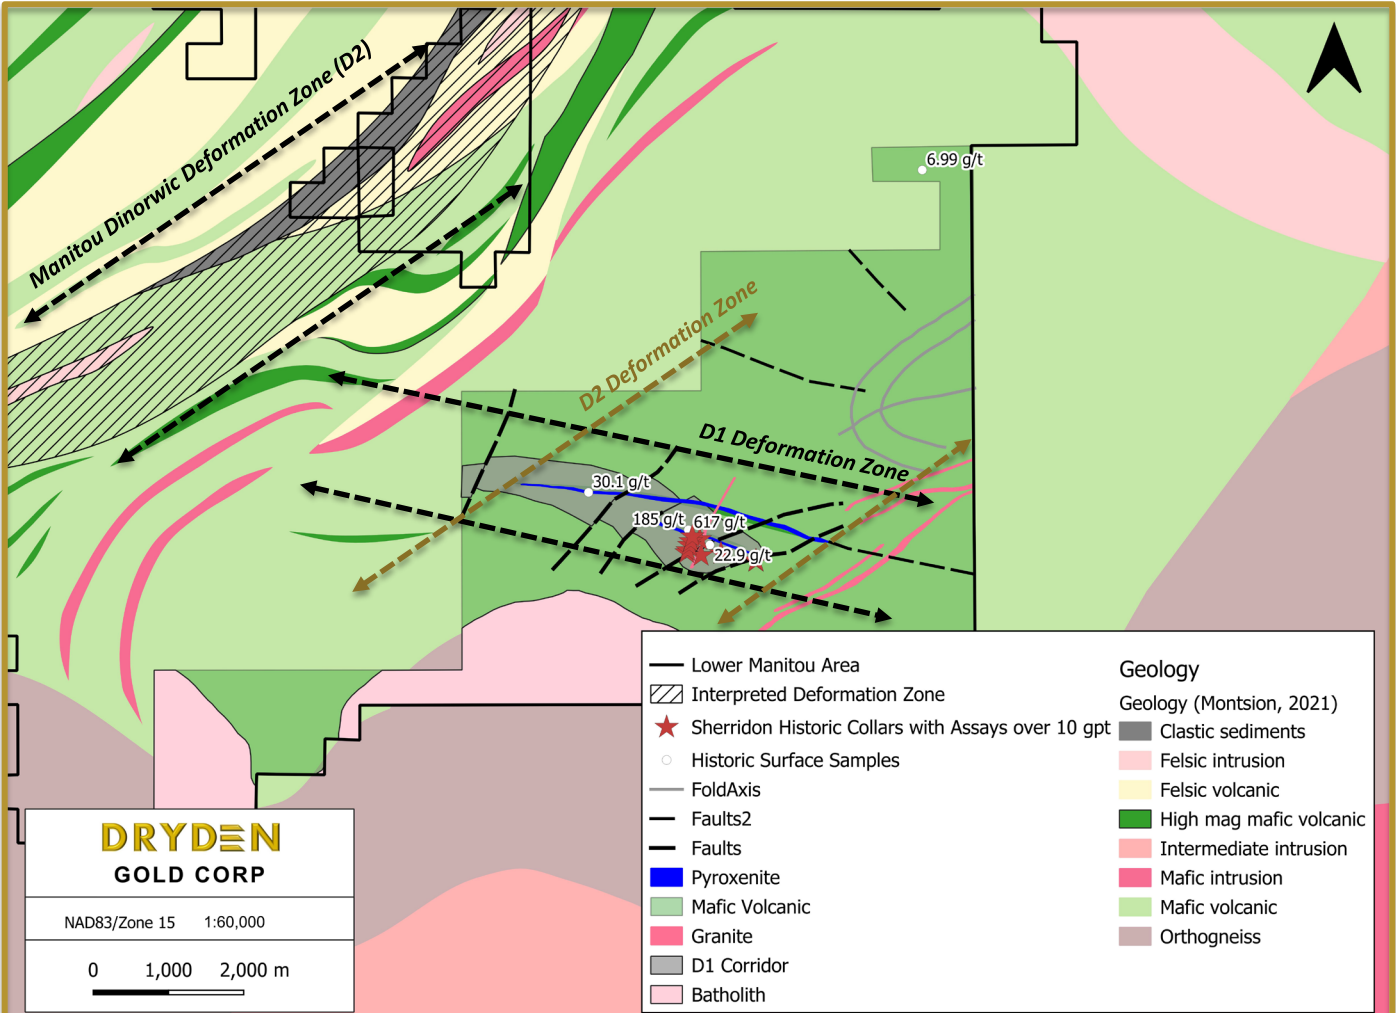 Manitou Dinorwic Deformation Zone (D2)
6.99 g/t
D2 Deformation Zone
D1 Deformation Zone
30.1 g/t
185 g/t
617 g/t
22.9 g/t
Lower Manitou Area
Interpreted Deformation Zone
Sherridon Historic Collars with Assays over 10 gpt
Historic Surface Samples
FoldAxis
Faults2
Faults
Pyroxenite
Mafic Volcanic
Granite
D1 Corridor
Batholith
Geology
Geology (Montsion, 2021)
Clastic sediments
Felsic intrusion
Felsic volcanic
High mag mafic volcanic
Intermediate intrusion
Mafic intrusion
Mafic volcanic
Orthogneiss
DRYDEN
GOLD CORP
NAD83/Zone 15 1:60,000
0 1,000 2,000 m